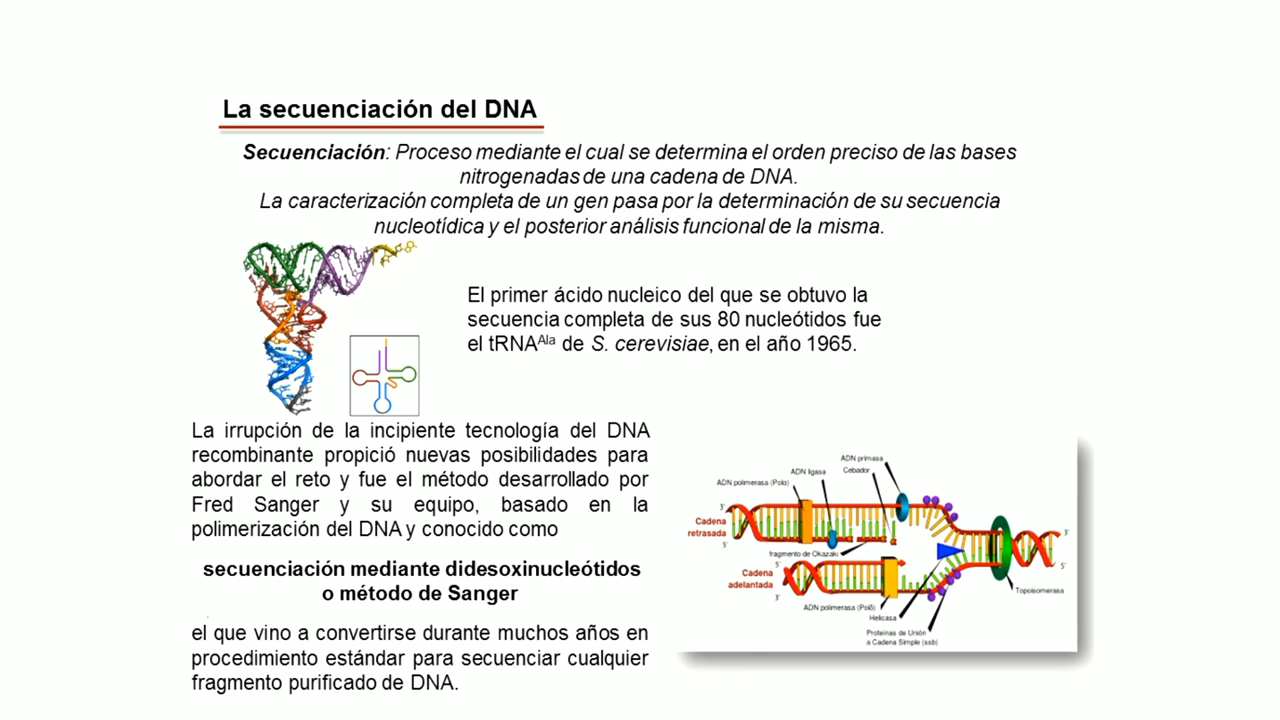 La secuenciación del DNA
Secuenciación: Proceso mediante el cual se determina el orden preciso de las bases
nitrogenadas de una cadena de DNA.
La caracterización completa de un gen pasa por la determinación de su secuencia
nucleotídica y el posterior análisis funcional de la misma.
El primer ácido nucleico del que se obtuvo la
secuencia completa de sus 80 nucleótidos fue
el tRNAAla de S. cerevisiae, en el año 1965.
La irrupción de la incipiente tecnología del DNA
recombinante propició nuevas posibilidades para
abordar el reto y fue el método desarrollado por
Fred Sanger y su equipo, basado en la
polimerización del DNA y conocido como
secuenciación mediante didesoxinucleótidos
o método de Sanger
el que vino a convertirse durante muchos años en
procedimiento estándar para secuenciar cualquier
fragmento purificado de DNA.
ADN primasa
Cebador
ADN ligasa
ADN polimerasa (Polα)
3'
Cadena
retrasada
5'
3'
5'
fragmento de Okazaki
5'
Cadena
adelantada
3'
Topoisomerasa
ADN polimerasa (Polδ)
Helicasa
Proteínas de Unión
a Cadena Simple (ssb)